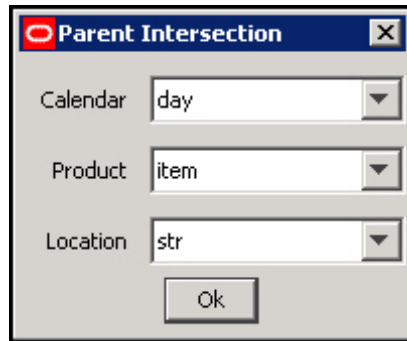 Parent Intersection
Calendar day
Product item
Location str
Ok